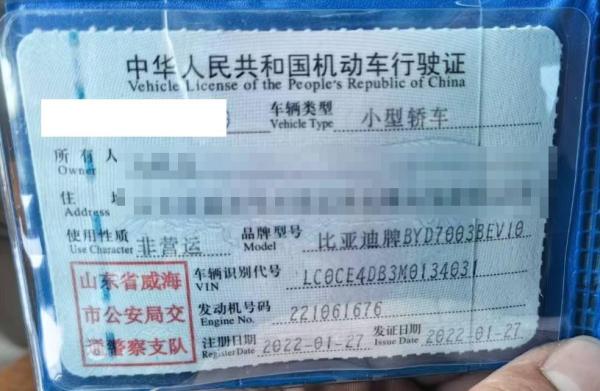 中华人民共和国机动车行驶证
Vehicle License of the People's Republic of China
车辆类型 小型轿车
Vehicle Type
所有人
Owner
住
Address
使用性质 非营运 品牌型号 比亚迪牌BYD7003BEV10
Use Character Model
山东省威海
市公安局交
通警察支队
车辆识别代号 LC0CE4DB3M0134031
VIN
发动机号码 221061676
Engine No.
注册日期 2022-01-27 发证日期 2022-01-27
Register Date Issue Date